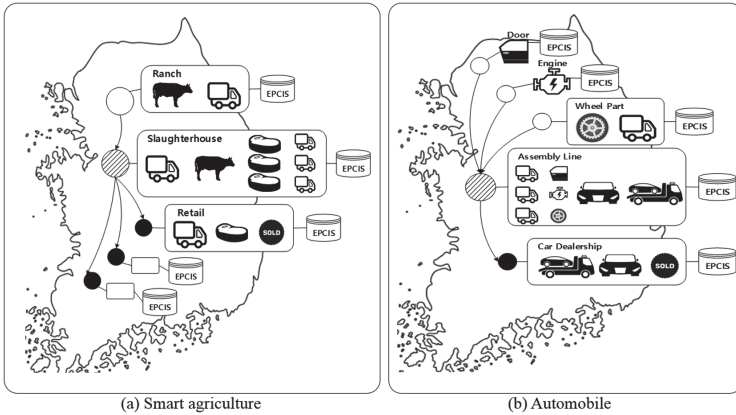 Ranch
EPCIS
Slaughterhouse
EPCIS
Retail
SOLD
EPCIS
EPCIS
EPCIS
(a) Smart agriculture
Door
EPCIS
Engine
EPCIS
Wheel Part
EPCIS
Assembly Line
EPCIS
Car Dealership
SOLD
EPCIS
(b) Automobile